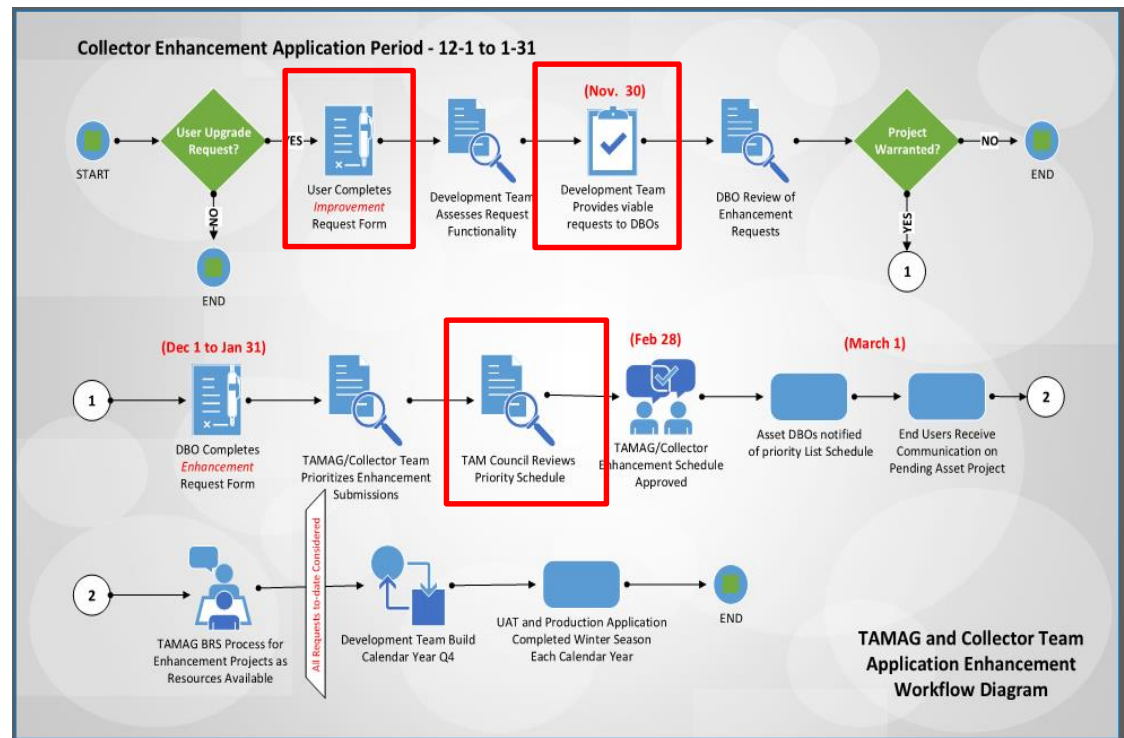 Collector Enhancement Application Period - 12-1 to 1-31
START
User Upgrade
Request?
YES
NO
END
User Completes
Improvement
Request Form
Development Team
Assesses Request
Functionality
(Nov. 30)
Development Team
Provides viable
requests to DBOs
DBO Review of
Enhancement
Requests
Project
Warranted?
NO
END
YES
1
1
(Dec 1 to Jan 31)
DBO Completes
Enhancement
Request Form
TAMAG/Collector Team
Prioritizes Enhancement
Submissions
TAM Council Reviews
Priority Schedule
(Feb 28)
TAMAG/Collector
Enhancement Schedule
Approved
(March 1)
Asset DBOs notified
of priority List Schedule
End Users Receive
Communication on
Pending Asset Project
2
2
TAMAG BRS Process for
Enhancement Projects as
Resources Available
All Requests to-date Considered
Development Team Build
Calendar Year Q4
UAT and Production Application
Completed Winter Season
Each Calendar Year
END
TAMAG and Collector Team
Application Enhancement
Workflow Diagram